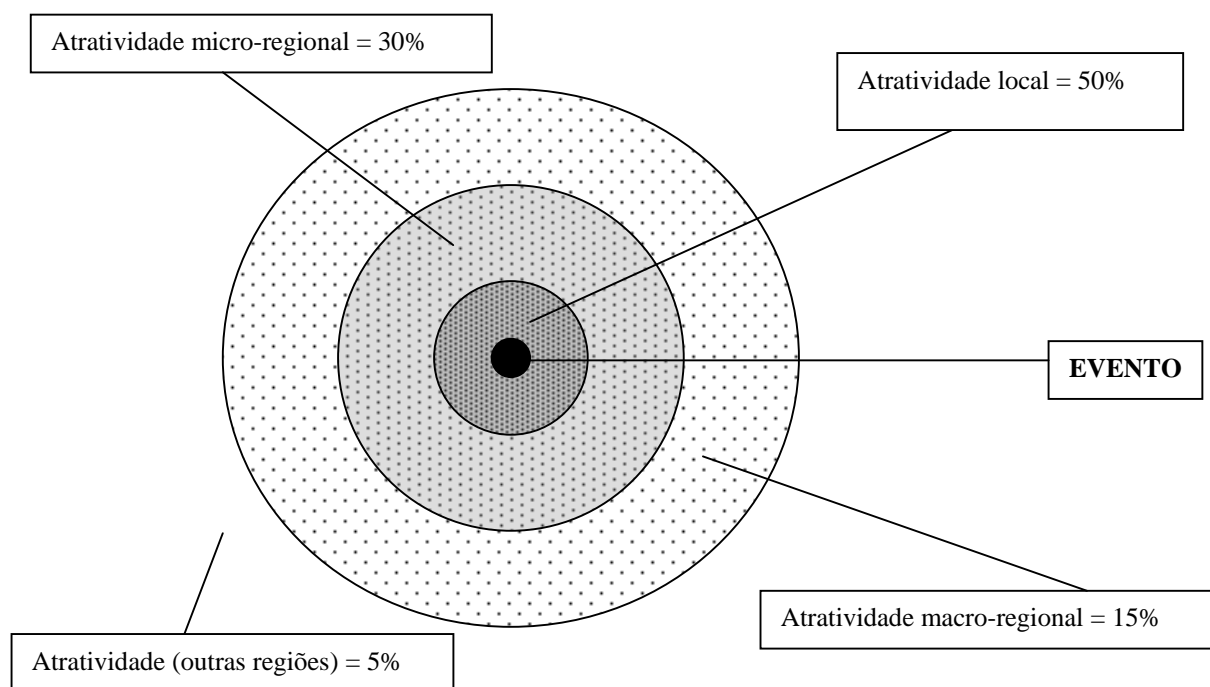 Atratividade micro-regional = 30%
Atratividade local = 50%
EVENTO
Atratividade macro-regional = 15%
Atratividade (outras regiões) = 5%